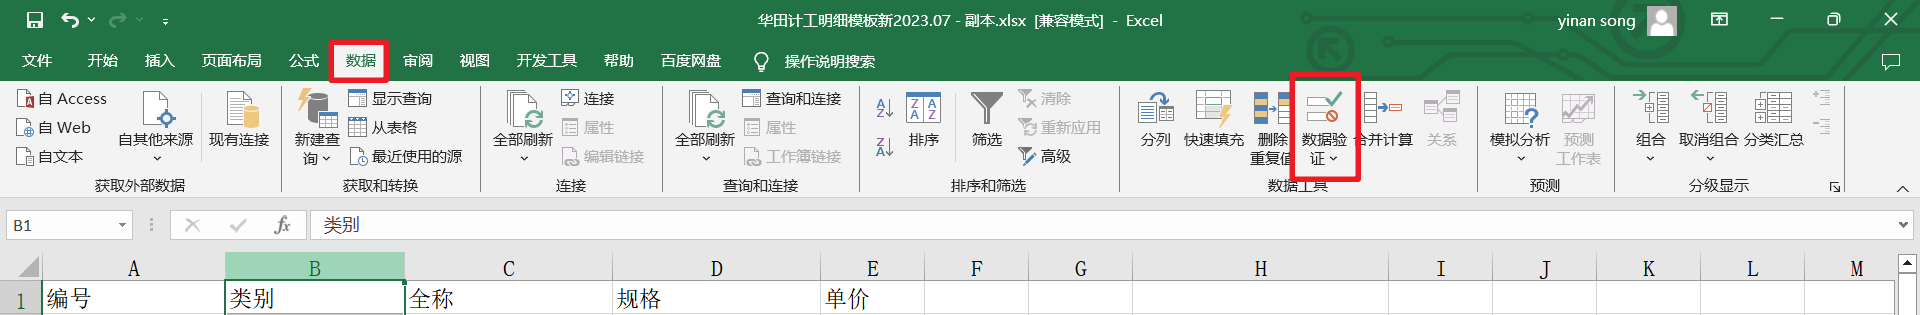 华田计工明细模板新2023.07 - 副本.xlsx [兼容模式] - Excel
yinan song
文件 开始 插入 页面布局 公式 数据 审阅 视图 开发工具 帮助 百度网盘 操作说明搜索
自 Access
自 Web
自文本
自其他来源
现有连接
获取外部数据
新建查
询
显示查询
从表格
最近使用的源
获取和转换
全部刷新
连接
属性
编辑链接
连接
全部刷新
查询和连接
属性
工作簿链接
查询和连接
排序
筛选
清除
重新应用
高级
排序和筛选
分列
快速填充
删除
重复值
数据验
证
合并计算
关系
数据工具
模拟分析
预测
工作表
预测
组合
取消组合
分类汇总
分级显示
B1 fx 类别
A B C D E F G H I J K L M
1 编号 类别 全称 规格 单价